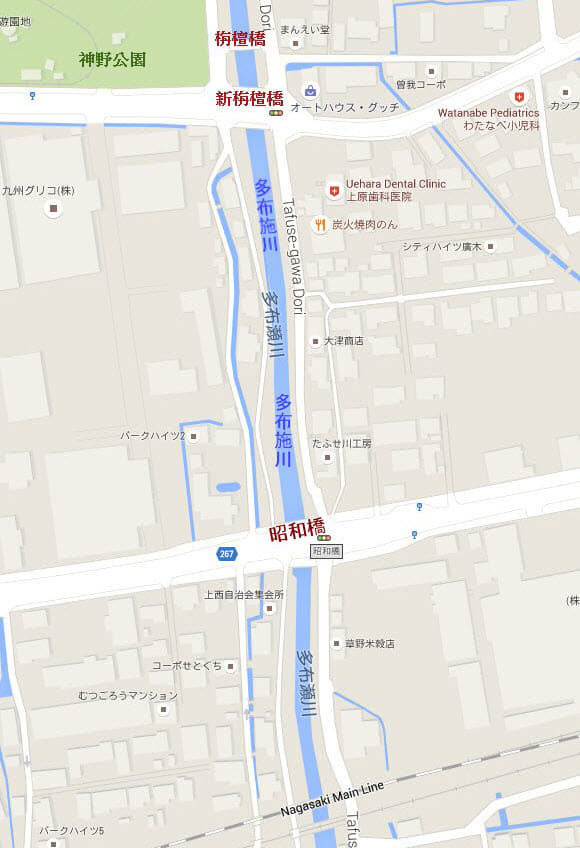 遊園地
Dori
栴檀橋
まんえい堂
神野公園
曽我コーポ
新栴檀橋
オートハウス・グッチ
Watanabe Pediatrics
わたなべ小児科
カンフ
九州グリコ(株)
多布施川
Uehara Dental Clinic
上原歯科医院
Tafuse-gawa Dori
炭火焼肉のん
シティハイツ廣木
多布瀬川
大津商店
多布施川
パークハイツ2
たふせ川工房
昭和橋
昭和橋
267
上西自治会集会所
(株
草野米穀店
コーポせとぐち
多布瀬川
むつごろうマンション
Nagasaki Main Line
Tafus
パークハイツ5